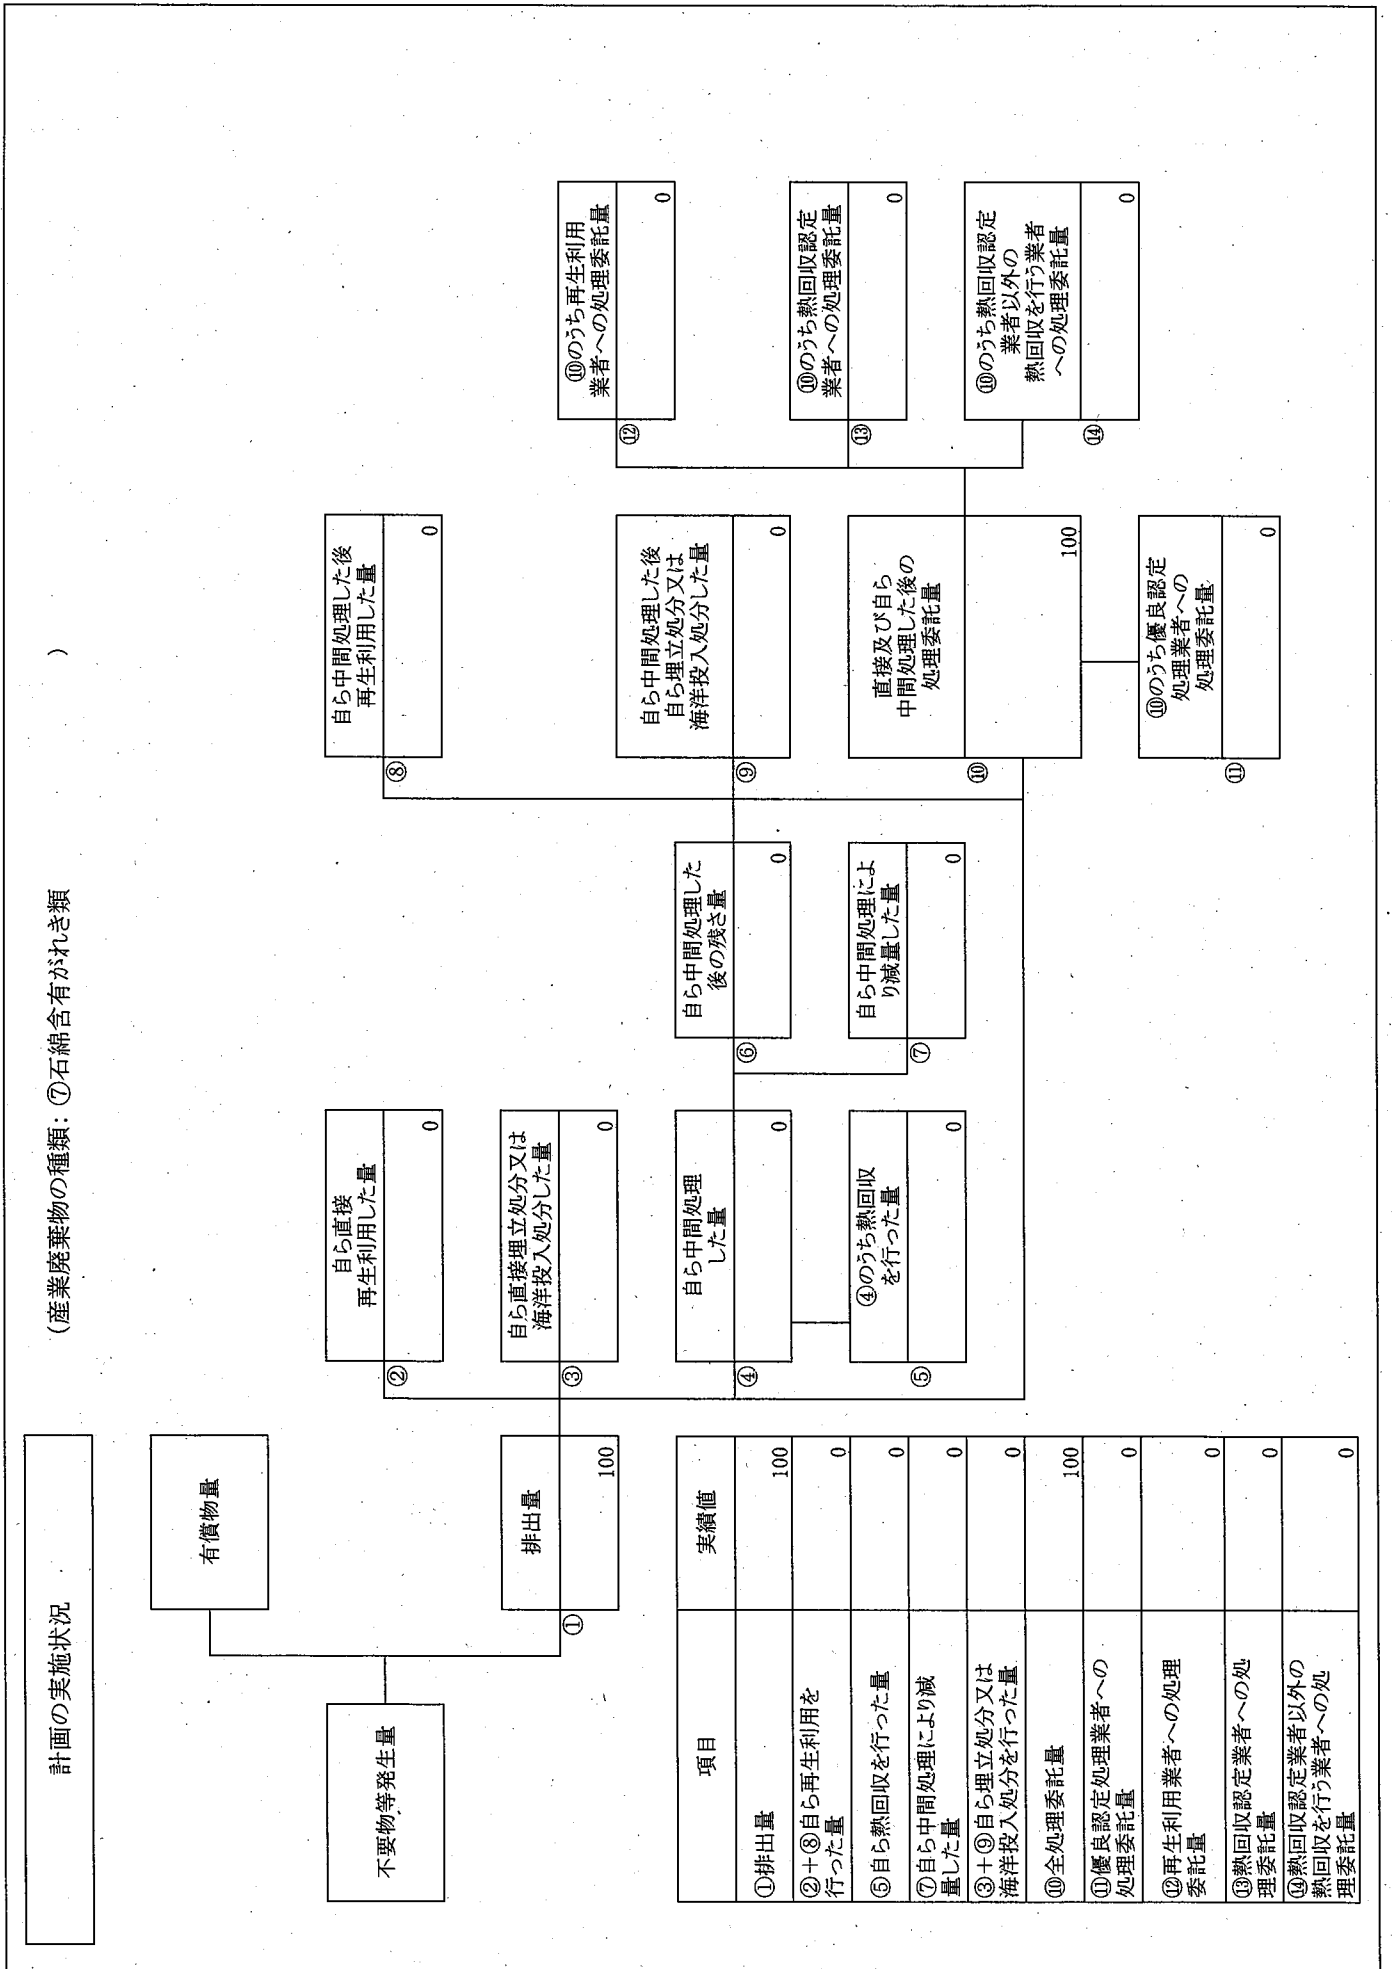 計画の実施状況
(産業廃棄物の種類:⑦石綿含有がれき類
)
不要物等発生量
有償物量
①
排出量
100
②
自ら直接
再生利用した量
0
③
自ら直接埋立処分又は
海洋投入処分した量
0
④
自ら中間処理
した量
0
⑤
④のうち熱回収
を行った量
0
⑥
自ら中間処理した
後の残さ量
0
⑦
自ら中間処理によ
り減量した量
0
⑧
自ら中間処理した後
再生利用した量
0
⑨
自ら中間処理した後
自ら埋立処分又は
海洋投入処分した量
0
⑩
直接及び自ら
中間処理した後の
処理委託量
100
⑪
⑩のうち優良認定
処理業者への
処理委託量
0
⑫
⑩のうち再生利用
業者への処理委託量
0
⑬
⑩のうち熱回収認定
業者への処理委託量
0
⑭
⑩のうち熱回収認定
業者以外の
熱回収を行う業者
への処理委託量
0
項目 実績値
①排出量 100
②+⑧自ら再生利用を
行った量 0
⑤自ら熱回収を行った量 0
⑦自ら中間処理により減
量した量 0
③+⑨自ら埋立処分又は
海洋投入処分を行った量 0
⑩全処理委託量 100
⑪優良認定処理業者への
処理委託量 0
⑫再生利用業者への処理
委託量 0
⑬熱回収認定業者への処
理委託量 0
⑭熱回収認定業者以外の
熱回収を行う業者への処
理委託量 0